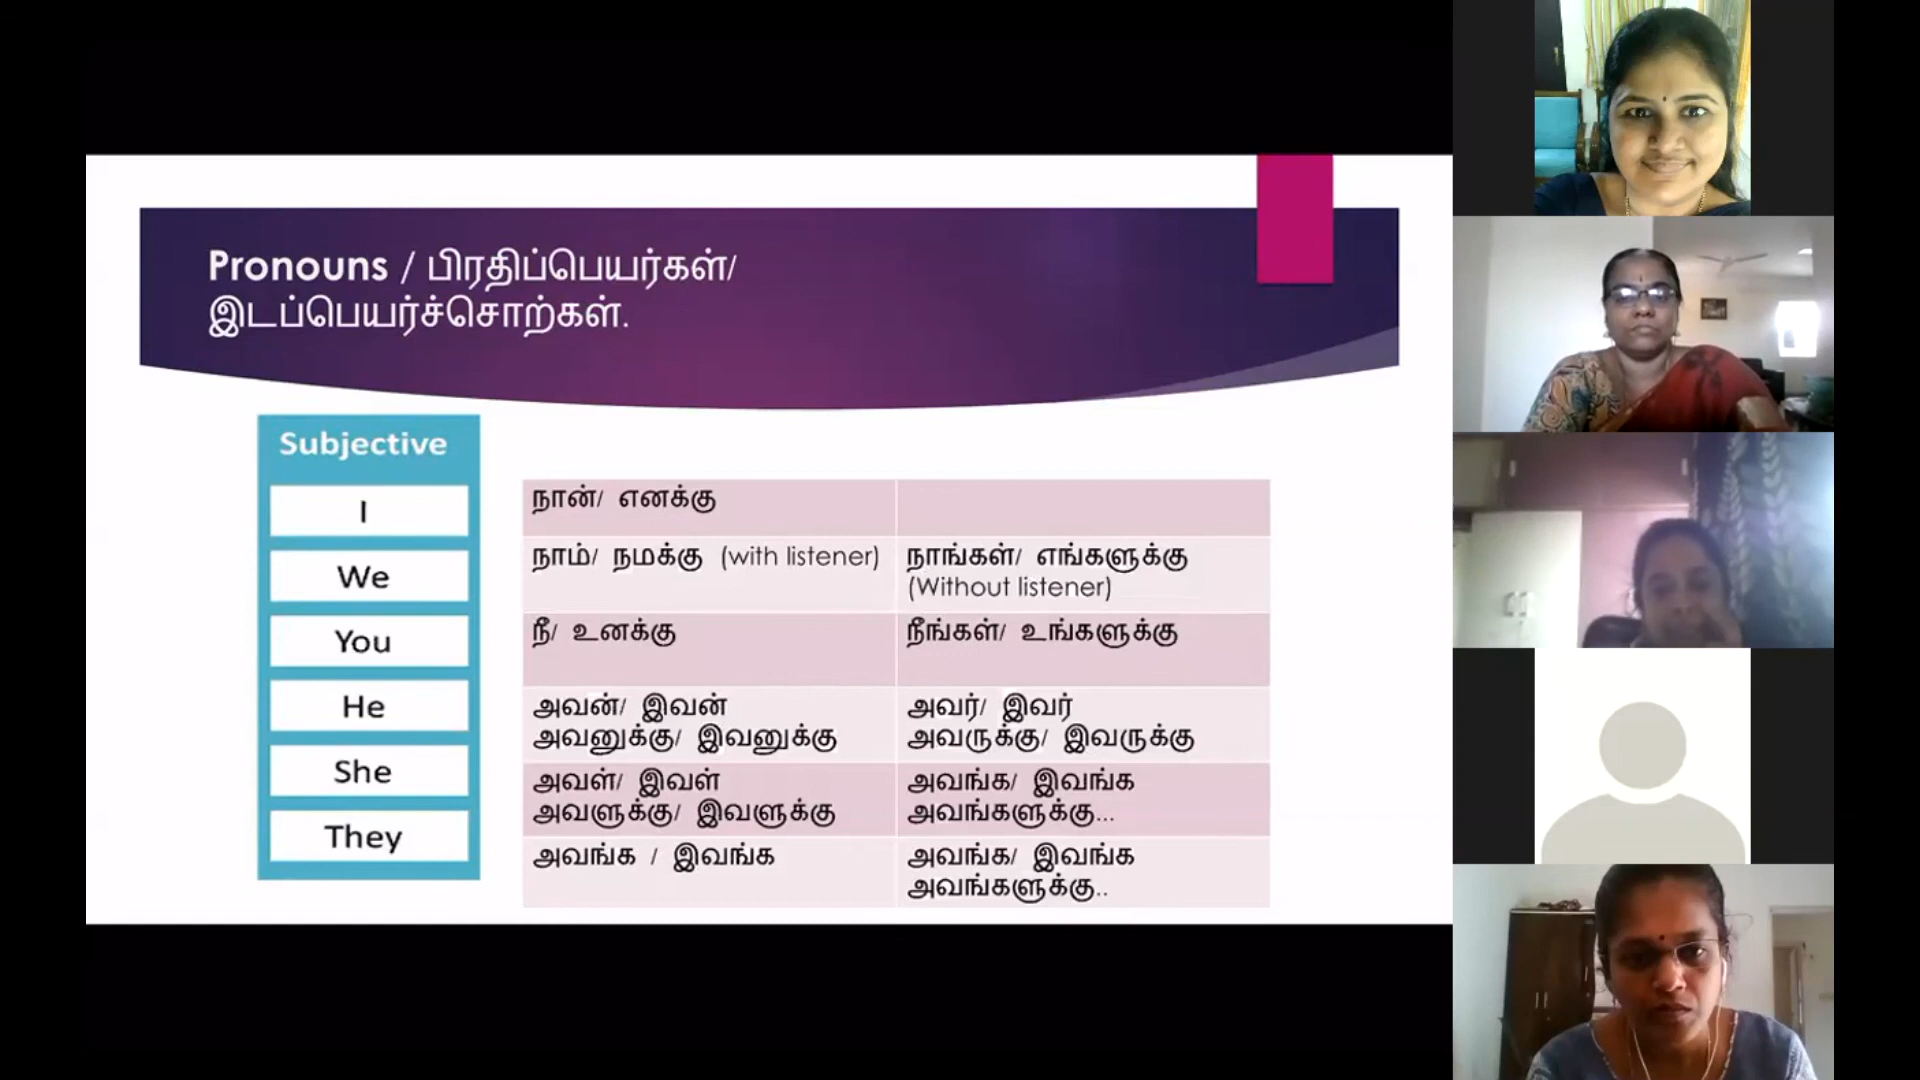 Pronouns / பிரதிப்பெயர்கள்/
இடப்பெயர்ச்சொற்கள்.
Subjective
I
We
You
He
She
They
நான்/ எனக்கு
நாம்/ நமக்கு (with listener)
நாங்கள்/ எங்களுக்கு
(Without listener)
நீ/ உனக்கு
நீங்கள்/ உங்களுக்கு
அவன்/ இவன்
அவனுக்கு/ இவனுக்கு
அவர்/ இவர்
அவருக்கு/ இவருக்கு
அவள்/ இவள்
அவளுக்கு/ இவளுக்கு
அவங்க/ இவங்க
அவங்களுக்கு...
அவங்க / இவங்க
அவங்க/ இவங்க
அவங்களுக்கு..